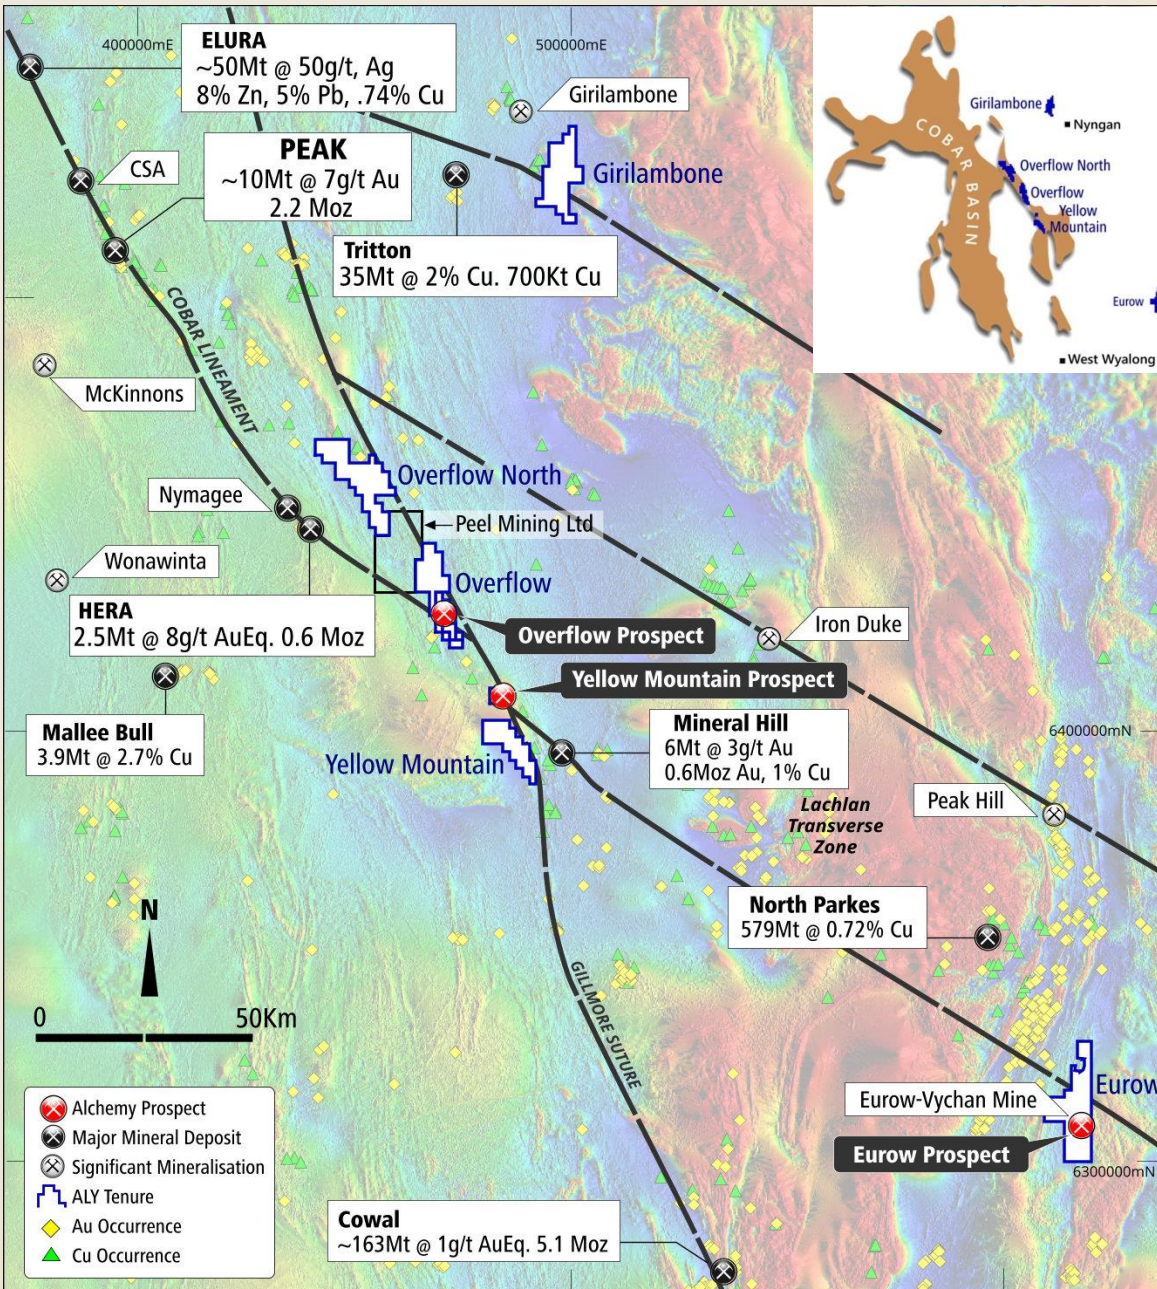 400000mE
500000mE
ELURA
~50Mt @ 50g/t, Ag
8% Zn, 5% Pb, .74% Cu
Girilambone
CSA
PEAK
~10Mt @ 7g/t Au
2.2 Moz
Girilambone
Tritton
35Mt @ 2% Cu. 700Kt Cu
COBAR LINEAMENT
McKinnons
COBAR BASIN
Girilambone
Nyngan
Overflow North
Overflow
Yellow
Mountain
Eurow
West Wyalong
Overflow North
Nymagee
Peel Mining Ltd
Wonawinta
Overflow
HERA
2.5Mt @ 8g/t AuEq. 0.6 Moz
Overflow Prospect
Iron Duke
Yellow Mountain Prospect
Mallee Bull
3.9Mt @ 2.7% Cu
Mineral Hill
6Mt @ 3g/t Au
0.6Moz Au, 1% Cu
6400000mN
Yellow Mountain
Peak Hill
Lachlan
Transverse
Zone
North Parkes
579Mt @ 0.72% Cu
N
0 50Km
GILLMORE SUTURE
Eurow
Eurow-Vychan Mine
Eurow Prospect
6300000mN
Alchemy Prospect
Major Mineral Deposit
Significant Mineralisation
ALY Tenure
Au Occurrence
Cu Occurrence
Cowal
~163Mt @ 1g/t AuEq. 5.1 Moz